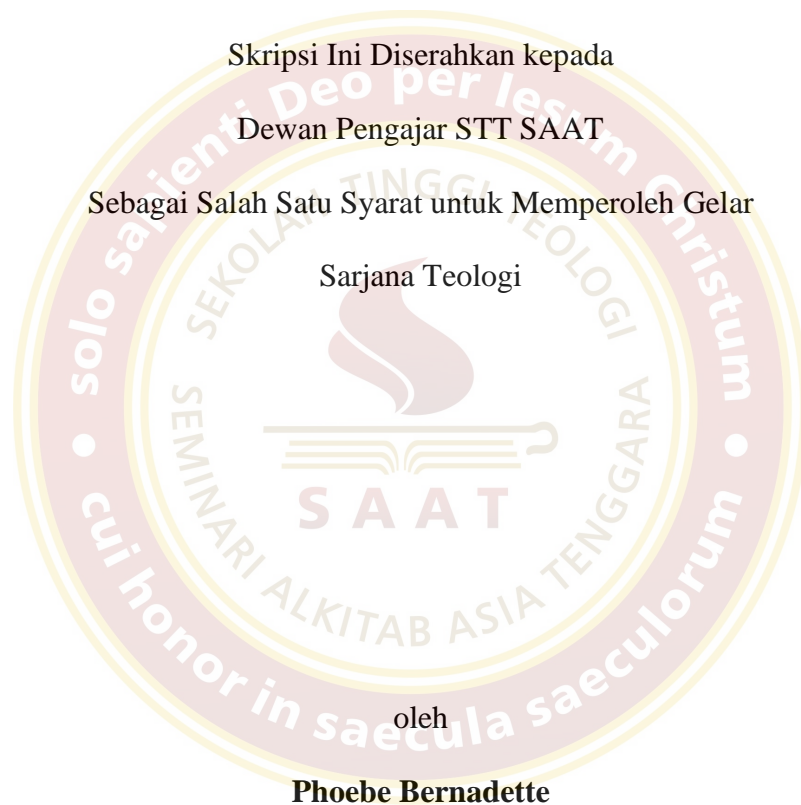 Skripsi Ini Diserahkan kepada
Dewan Pengajar STT SAAT
Sebagai Salah Satu Syarat untuk Memperoleh Gelar
Sarjana Teologi
solo sapienti Deo per Iesum Christum
SEKOLAH TINGGI TEOLOGI
SEMINARI ALKITAB ASIA TENGGARA
SAAT
cui honor in saecula saeculorum
oleh
Phoebe Bernadette